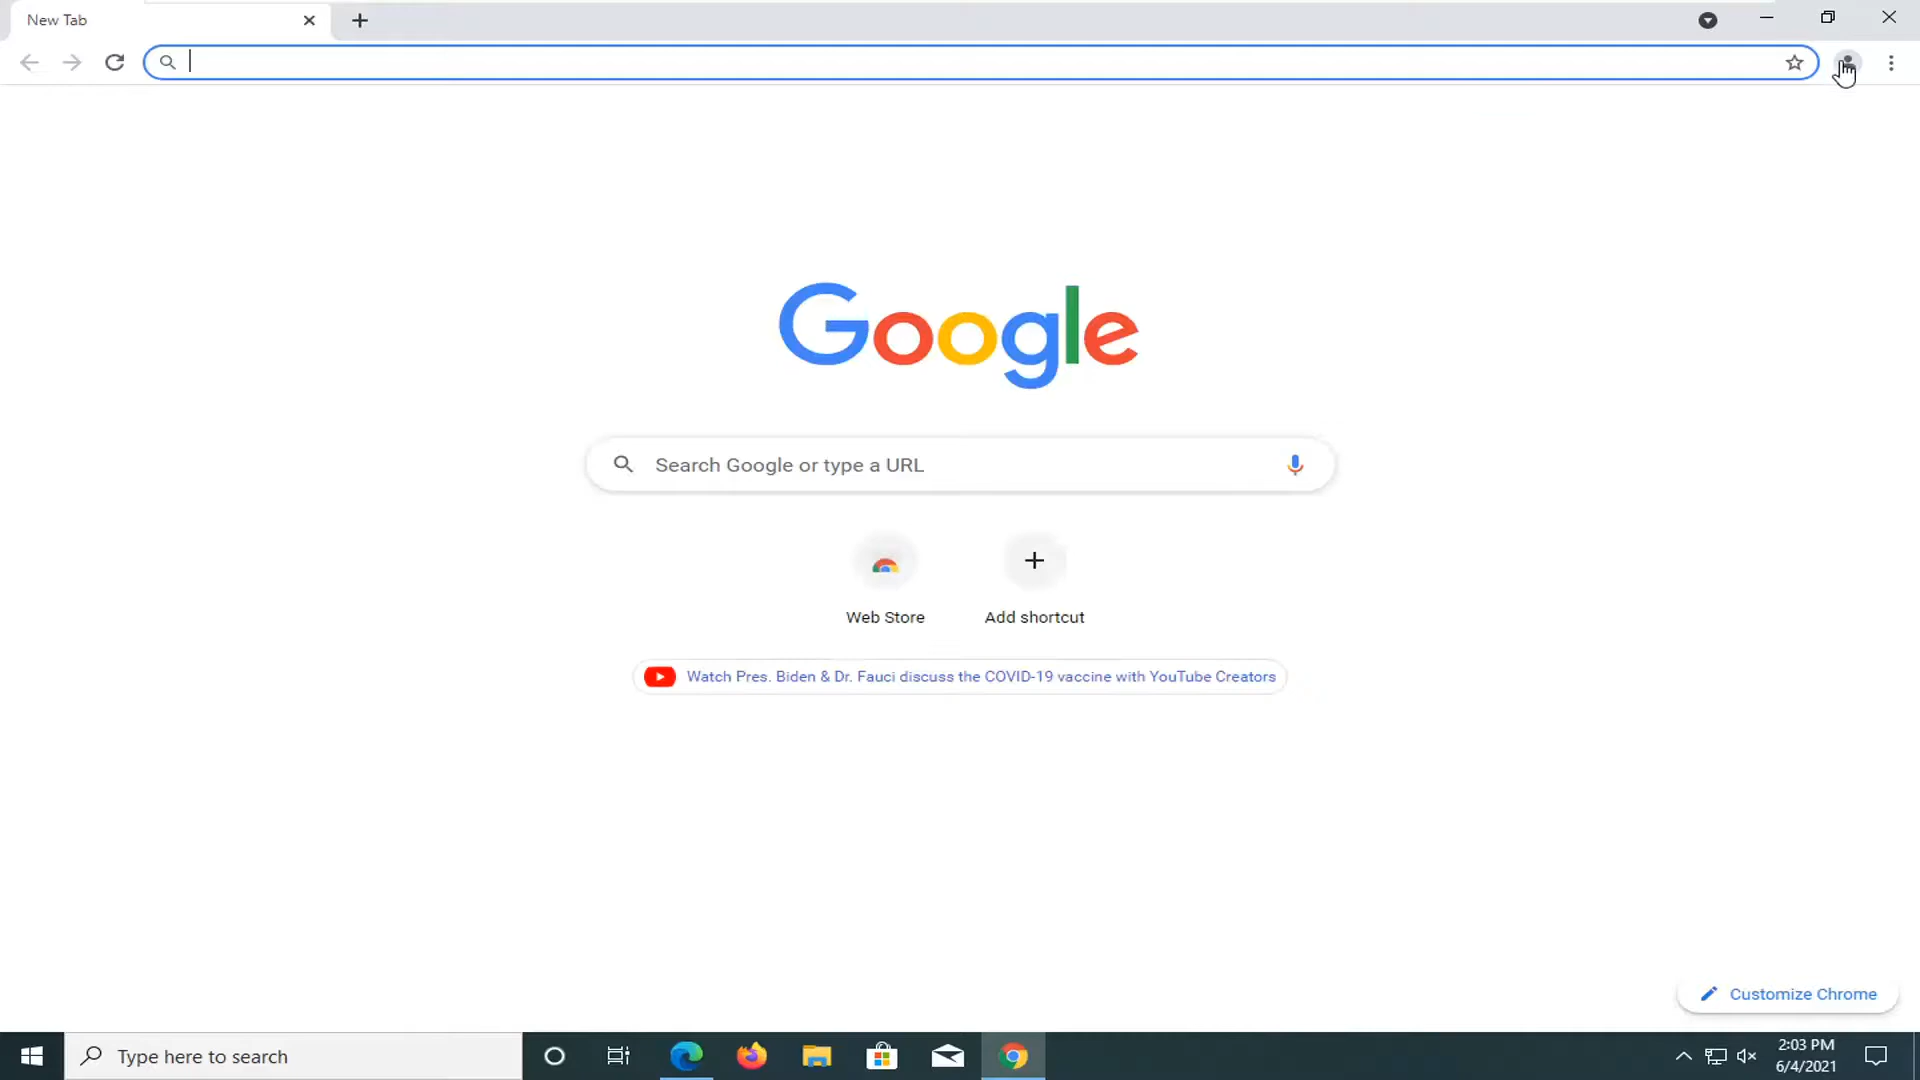 New Tab
Google
Search Google or type a URL
Web Store
Add shortcut
Watch Pres. Biden & Dr. Fauci discuss the COVID-19 vaccine with YouTube Creators
Customize Chrome
Type here to search
2:03 PM
6/4/2021